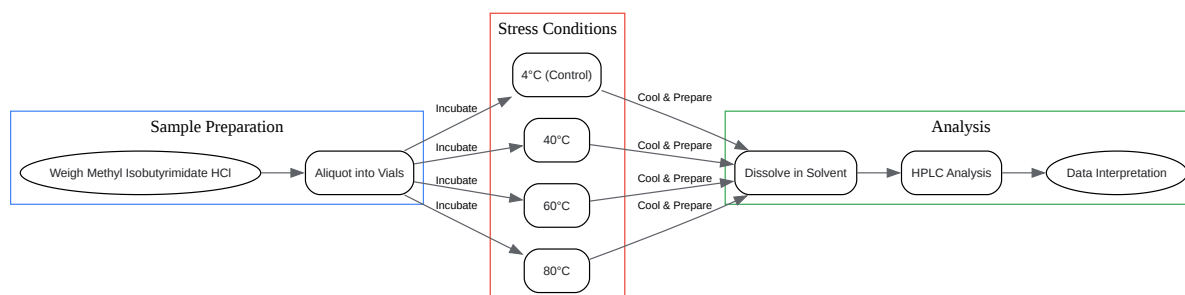 Sample Preparation
Weigh Methyl Isobutyrimidate HCl
Aliquot into Vials
Incubate
Incubate
Incubate
Incubate
Stress Conditions
4°C (Control)
40°C
60°C
80°C
Cool & Prepare
Cool & Prepare
Cool & Prepare
Cool & Prepare
Analysis
Dissolve in Solvent
HPLC Analysis
Data Interpretation